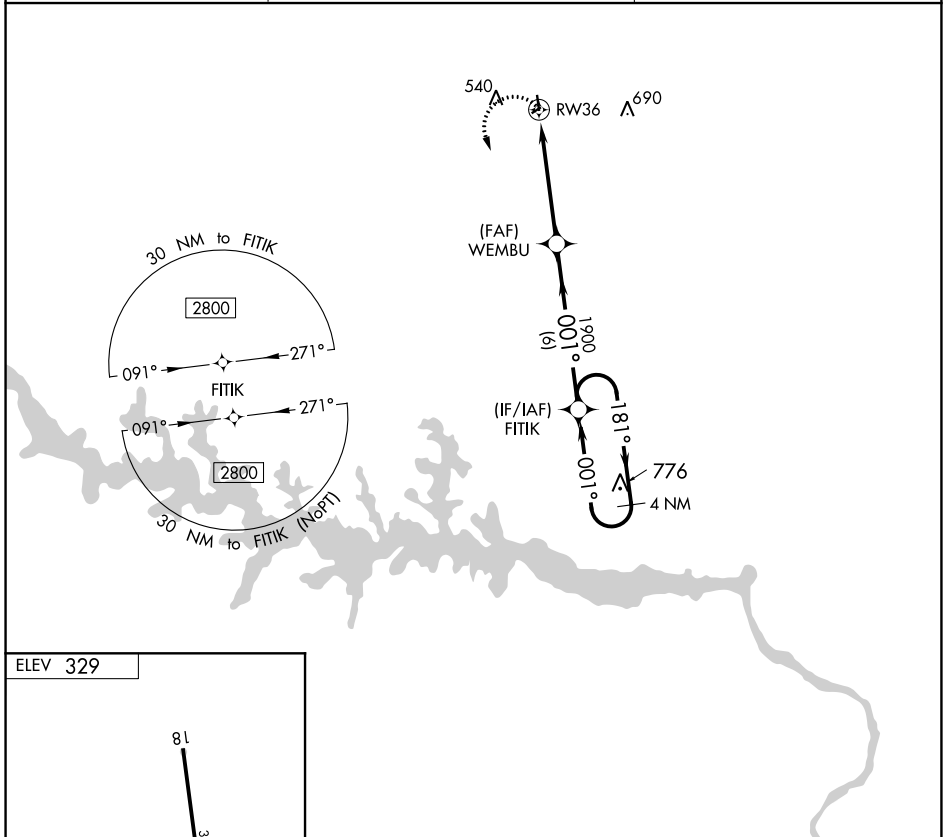 540
RW36
690
(FAF)
WEMBU
30 NM to FITIK
2800
091°
271°
FITIK
091°
271°
2800
30 NM to FITIK (NoPT)
001°
1900
(6)
(IF/IAF)
FITIK
181°
001°
776
4 NM
ELEV 329
18
3